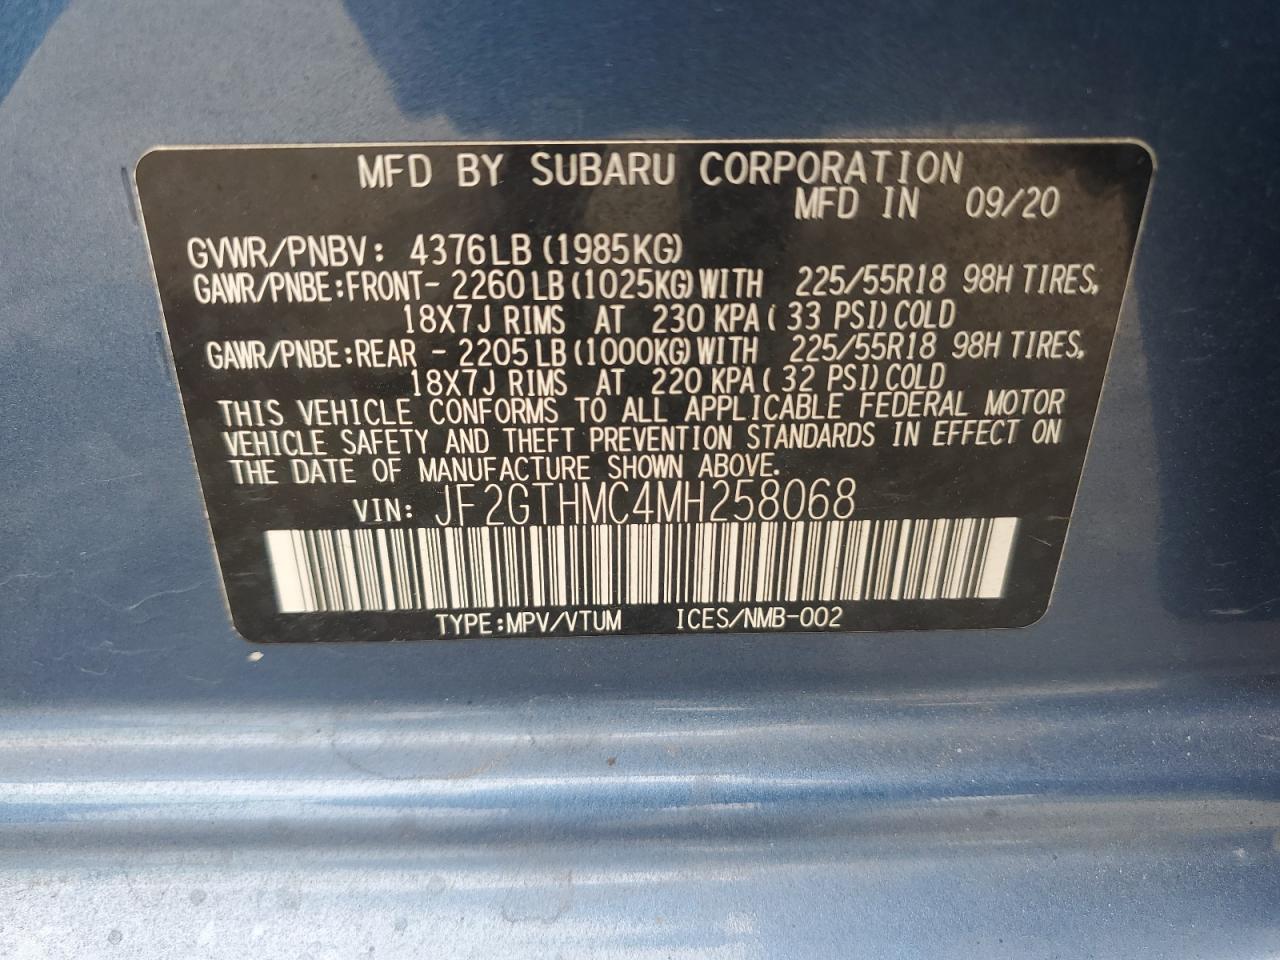 MFD BY SUBARU CORPORATION
MFD IN 09/20
GVWR/PNBV: 4376LB(1985KG)
GAWR/PNBE:FRONT- 2260LB(1025KG)WITH 225/55R18 98H TIRES,
18X7J RIMS AT 230 KPA( 33 PSI)COLD
GAWR/PNBE:REAR - 2205LB(1000KG)WITH 225/55R18 98H TIRES,
18X7J RIMS AT 220 KPA( 32 PSI)COLD
THIS VEHICLE CONFORMS TO ALL APPLICABLE FEDERAL MOTOR
VEHICLE SAFETY AND THEFT PREVENTION STANDARDS IN EFFECT ON
THE DATE OF MANUFACTURE SHOWN ABOVE.
VIN: JF2GTHMC4MH258068
TYPE:MPV/VTUM ICES/NMB-002